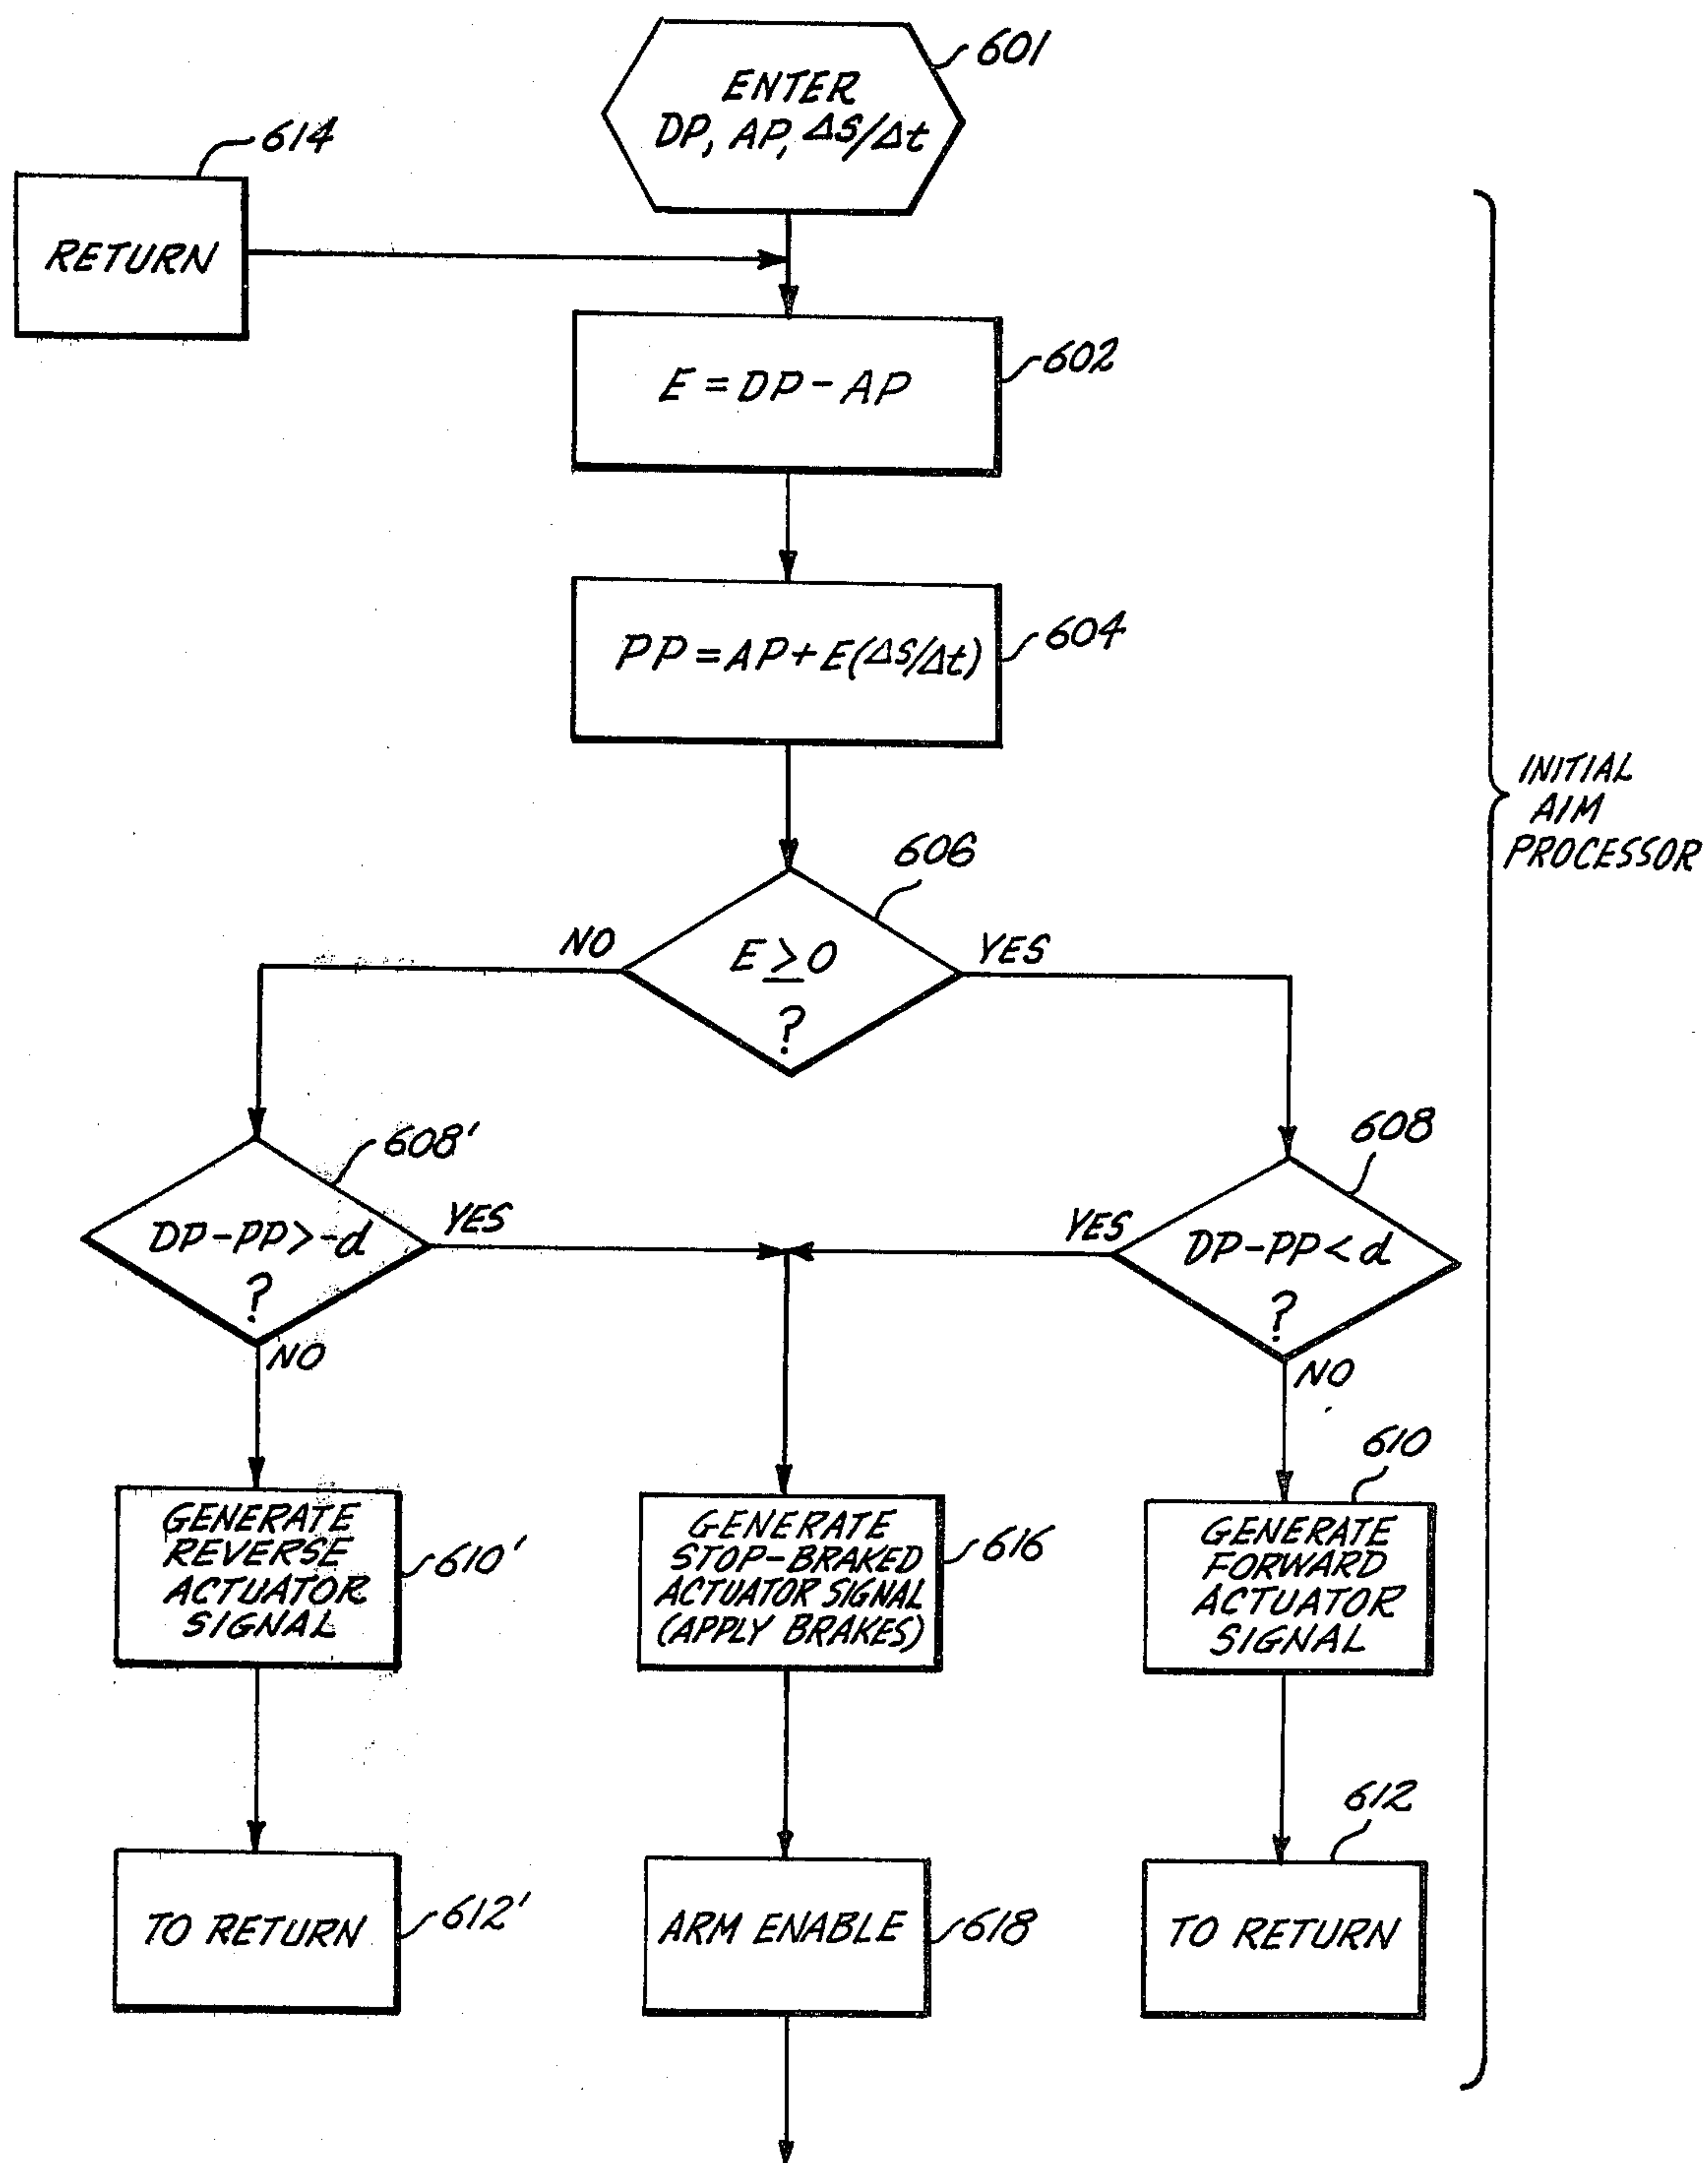 601
ENTER
DP, AP, ΔS/Δt
614
RETURN
602
E = DP - AP
604
PP = AP + E(ΔS/Δt)
INITIAL
AIM
PROCESSOR
606
NO
E ≥ 0
?
YES
608'
608
DP-PP > -d
?
YES
NO
YES
DP-PP < d
?
NO
610
GENERATE
REVERSE
ACTUATOR
SIGNAL
610'
GENERATE
STOP-BRAKED
ACTUATOR SIGNAL
(APPLY BRAKES)
616
GENERATE
FORWARD
ACTUATOR
SIGNAL
612
TO RETURN
612'
ARM ENABLE
618
TO RETURN